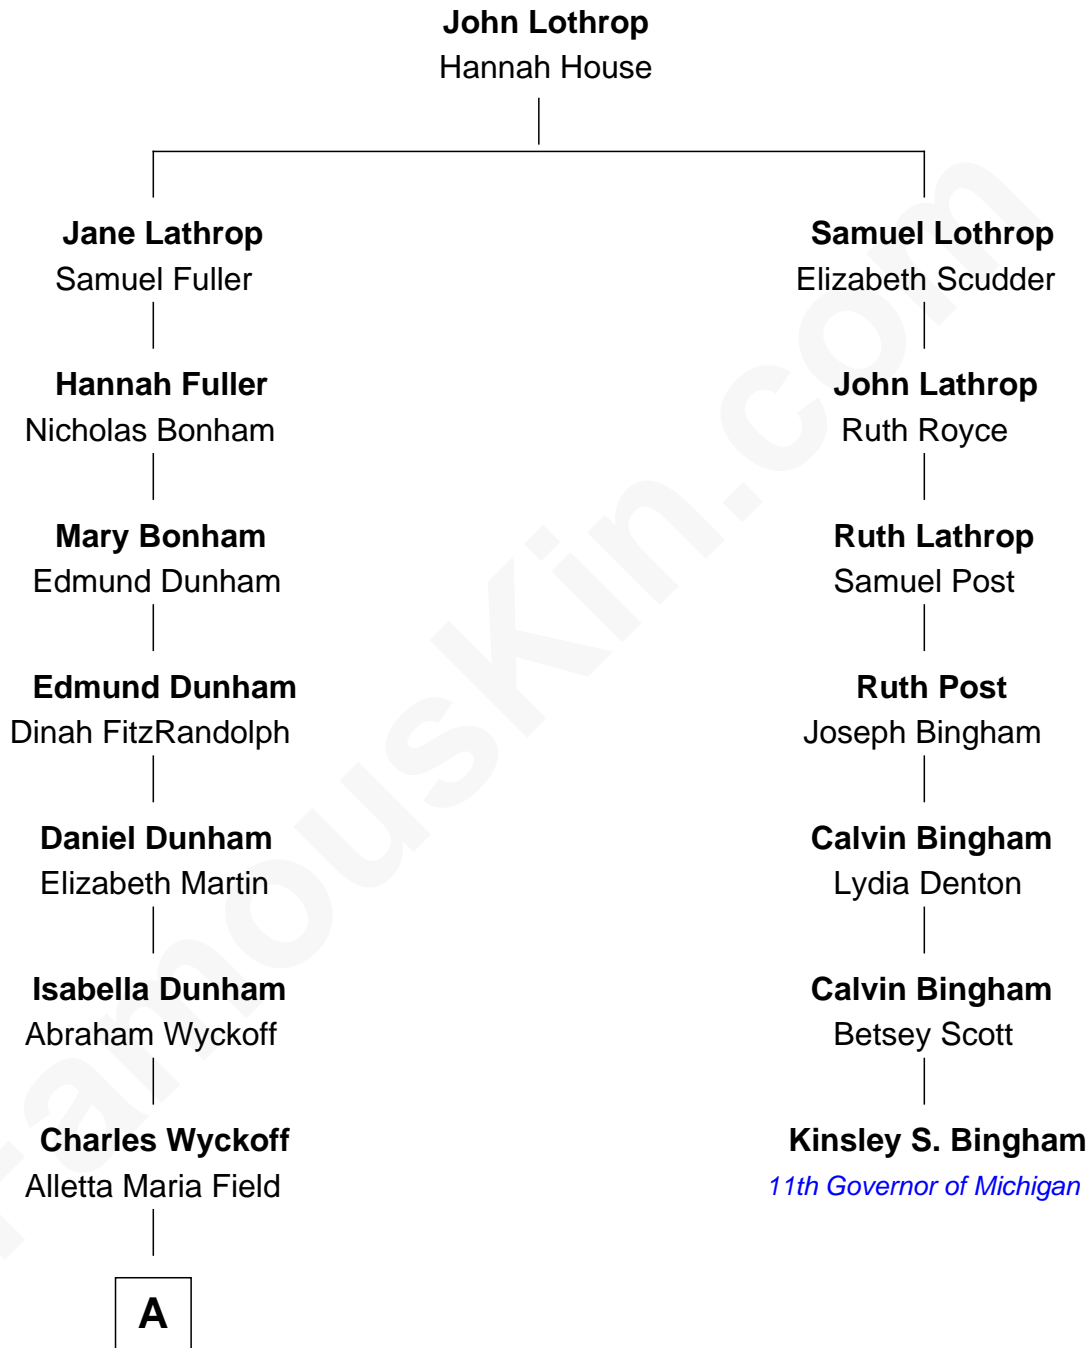 John Lothrop
Hannah House
Jane Lathrop
Samuel Fuller
Samuel Lothrop
Elizabeth Scudder
Hannah Fuller
Nicholas Bonham
John Lathrop
Ruth Royce
Mary Bonham
Edmund Dunham
Ruth Lathrop
Samuel Post
Edmund Dunham
Dinah FitzRandolph
Ruth Post
Joseph Bingham
Daniel Dunham
Elizabeth Martin
Calvin Bingham
Lydia Denton
Isabella Dunham
Abraham Wyckoff
Calvin Bingham
Betsey Scott
Charles Wyckoff
Alletta Maria Field
Kinsley S. Bingham
11th Governor of Michigan
A
FamousKin.com